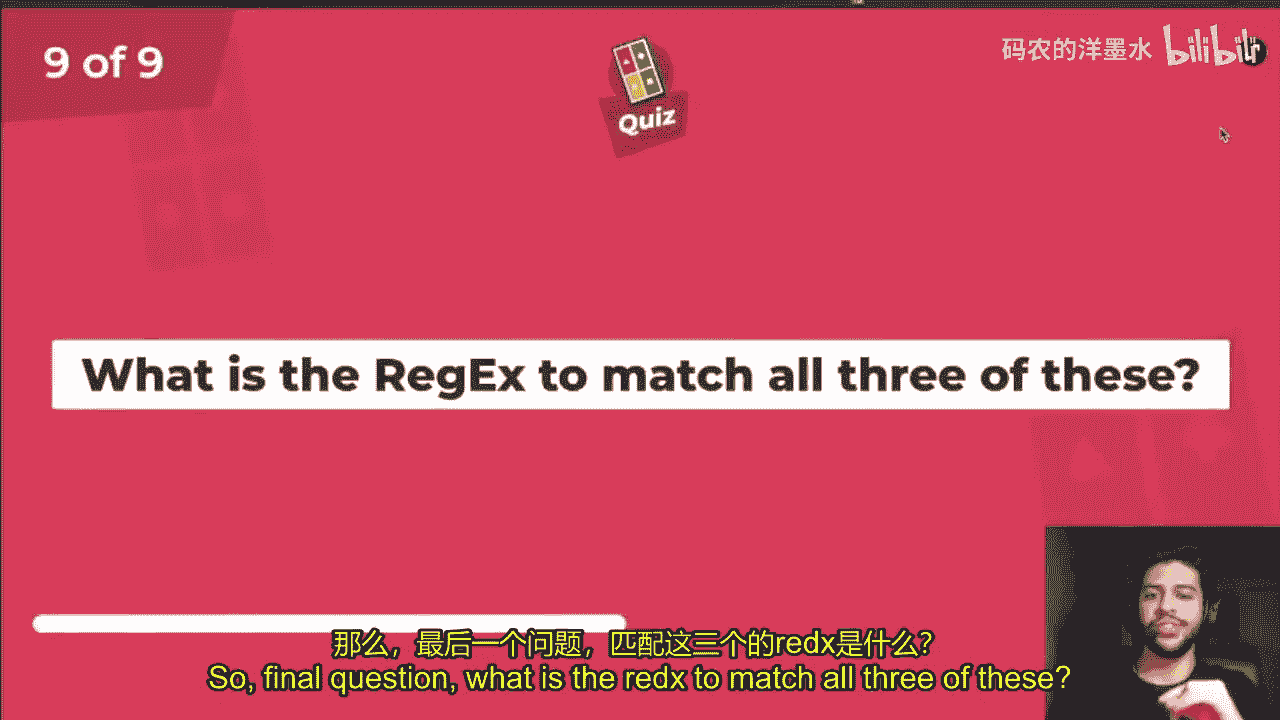 9 of 9
Quiz
码农的洋墨水 bilibili
What is the RegEx to match all three of these?
那么，最后一个问题，匹配这三个的redx是什么？
So, final question, what is the redx to match all three of these?